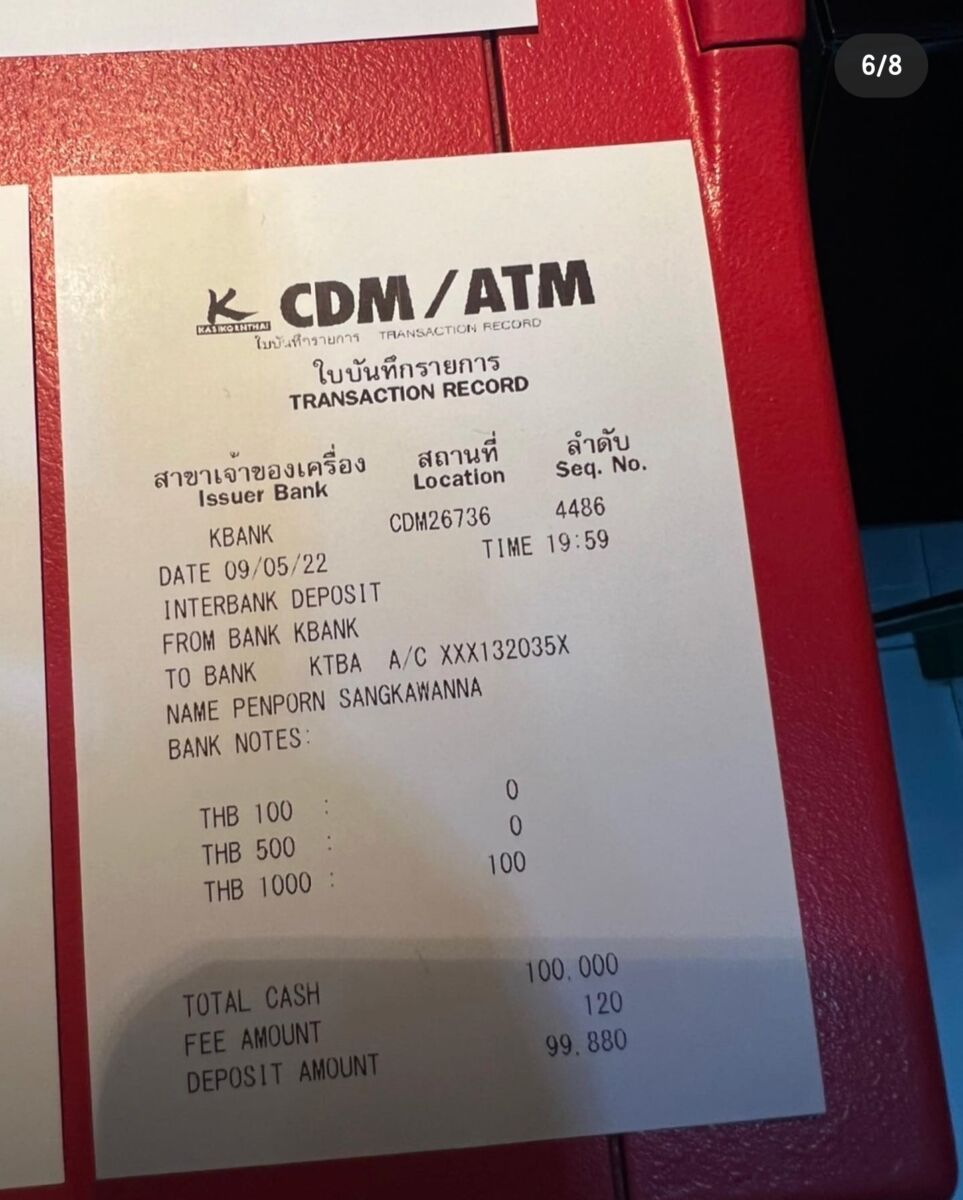 6/8
K CDM/ATM
KASIKORNTHAI
ใบบันทึกรายการ TRANSACTION RECORD
ใบบันทึกรายการ
TRANSACTION RECORD
สาขาเจ้าของเครื่อง สถานที่ ลำดับ
Issuer Bank Location Seq. No.
KBANK CDM26736 4486
DATE 09/05/22 TIME 19:59
INTERBANK DEPOSIT
FROM BANK KBANK
TO BANK KTBA A/C XXX132035X
NAME PENPORN SANGKAWANNA
BANK NOTES:
THB 100 : 0
THB 500 : 0
THB 1000 : 100
TOTAL CASH 100.000
FEE AMOUNT 120
DEPOSIT AMOUNT 99.880